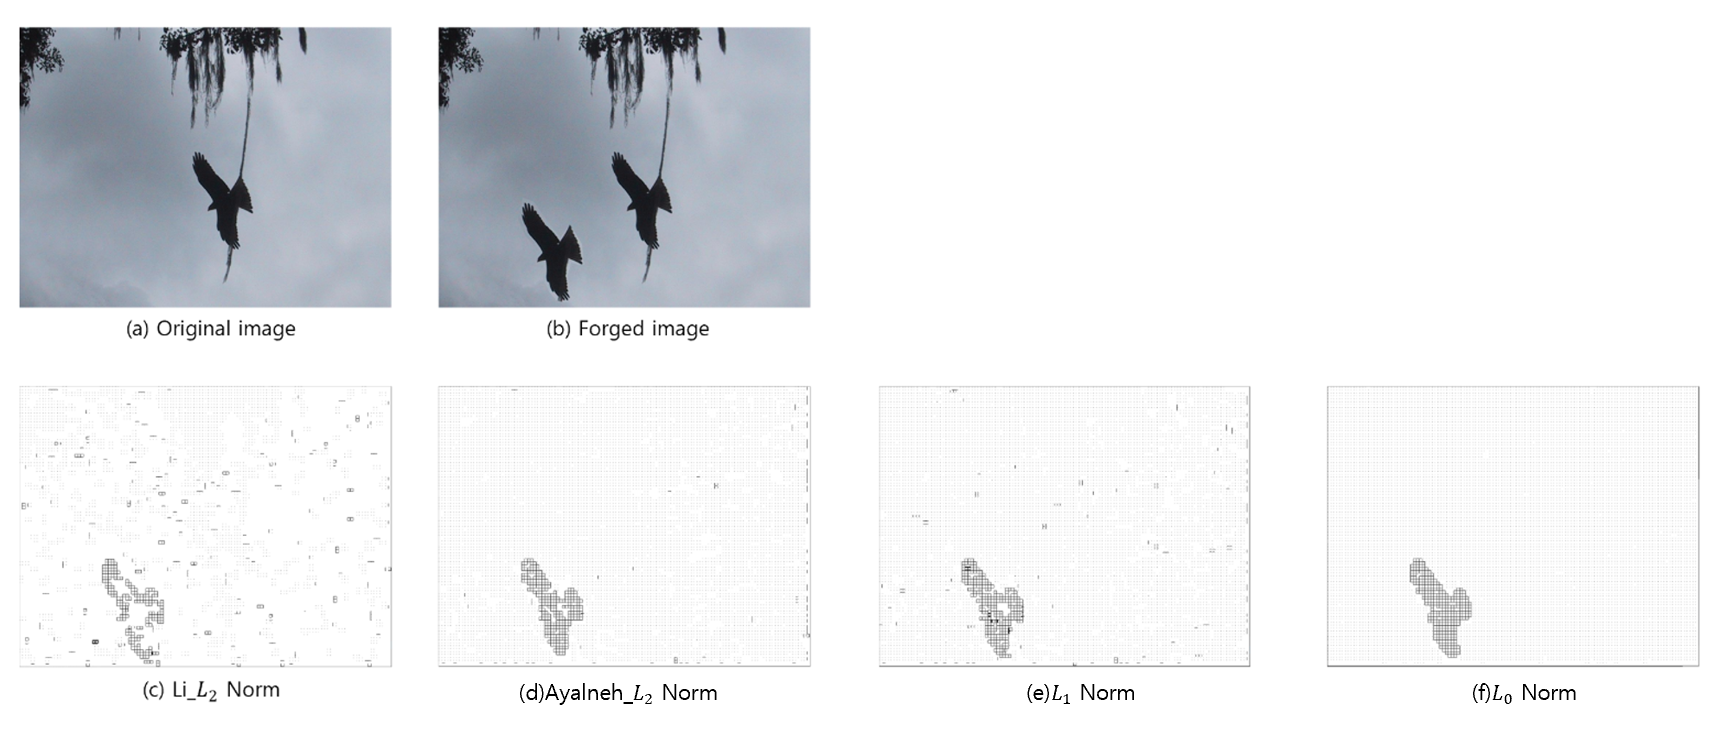 (a) Original image
(b) Forged image
(c) Li_L₂ Norm
(d)Ayalneh_L₂ Norm
(e)L₁ Norm
(f)L₀ Norm